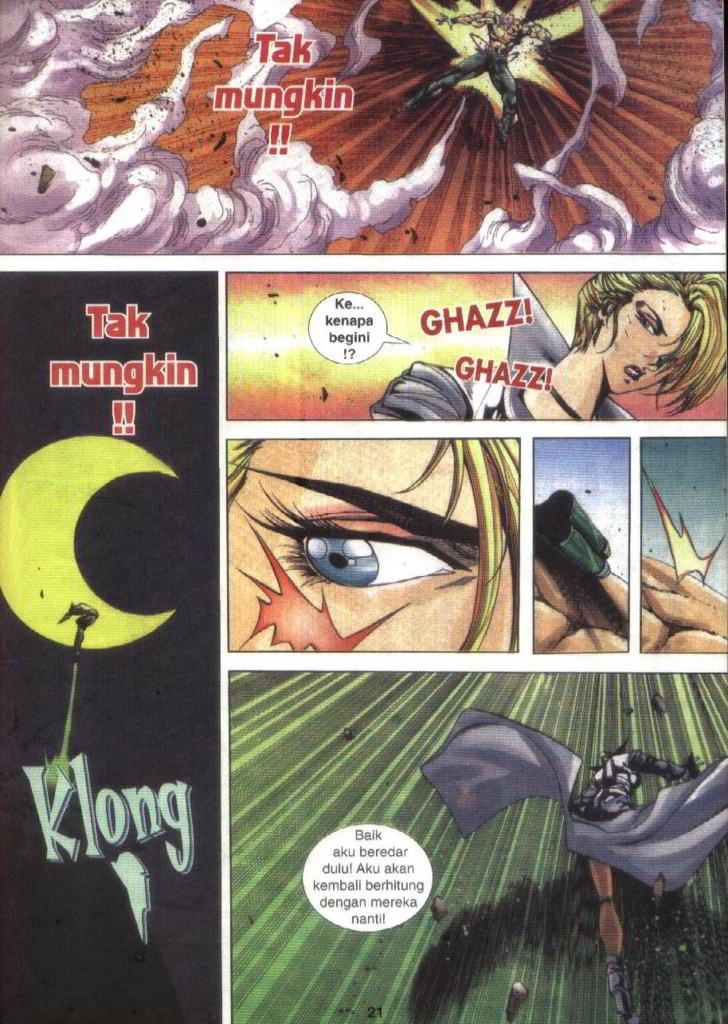 Tak
mungkin
!!
Tak
mungkin
!!
Ke...
kenapa
begini
!?
GHAZZ!
GHAZZ!
Klong
Baik
aku beredar
dulu! Aku akan
kembali berhitung
dengan mereka
nanti!
21